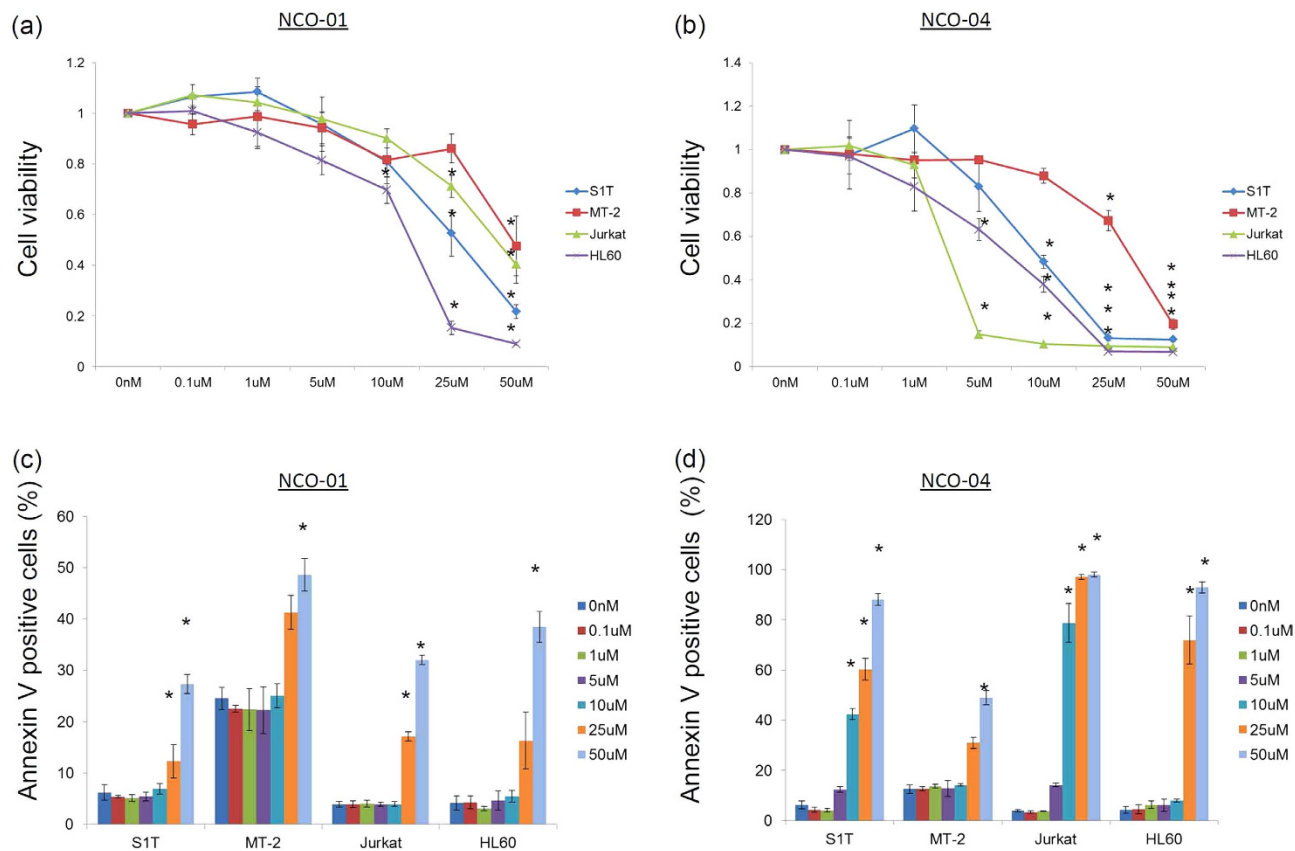 (a)
NCO-01
Cell viability
1.2
1
0.8
0.6
0.4
0.2
0
0nM 0.1uM 1uM 5uM 10uM 25uM 50uM
* * * * * * * *
S1T
MT-2
Jurkat
HL60
(b)
NCO-04
Cell viability
1.4
1.2
1.0
0.8
0.6
0.4
0.2
0
0nM 0.1uM 1uM 5uM 10uM 25uM 50uM
* * * * * * * * * * * * *
S1T
MT-2
Jurkat
HL60
(c)
NCO-01
Annexin V positive cells (%)
60
50
40
30
20
10
0
S1T MT-2 Jurkat HL60
* * * * * *
0nM
0.1uM
1uM
5uM
10uM
25uM
50uM
(d)
NCO-04
Annexin V positive cells (%)
120
100
80
60
40
20
0
S1T MT-2 Jurkat HL60
* * * * * * * * *
0nM
0.1uM
1uM
5uM
10uM
25uM
50uM